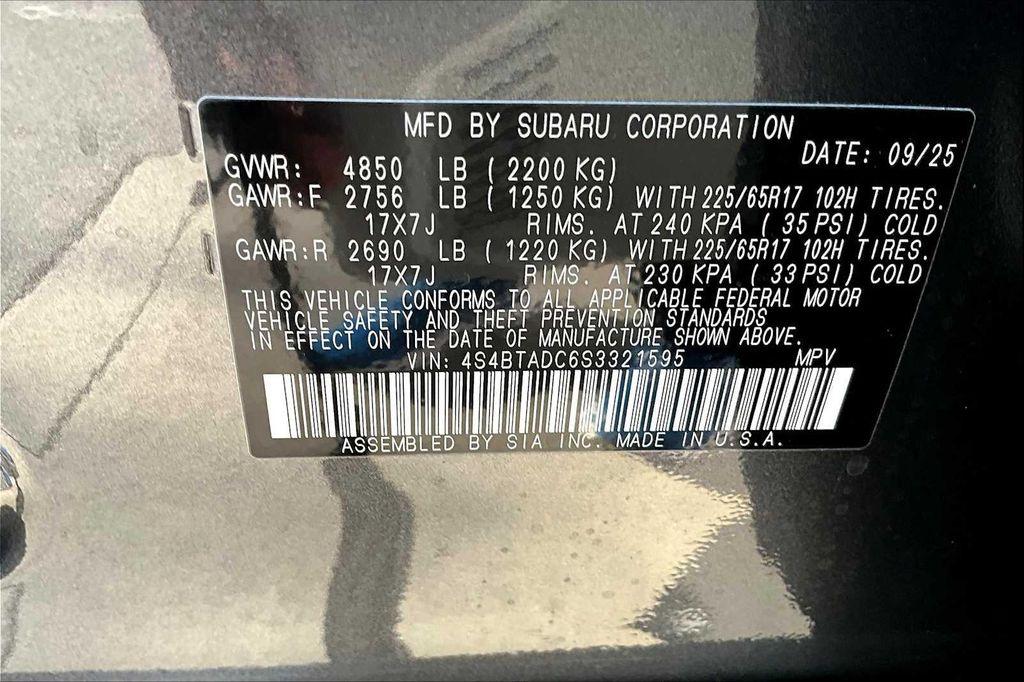 MFD BY SUBARU CORPORATION
DATE: 09/25
GVWR: 4850 LB (2200 KG)
GAWR:F 2756 LB (1250 KG) WITH 225/65R17 102H TIRES.
17X7J RIMS. AT 240 KPA (35 PSI) COLD
GAWR:R 2690 LB (1220 KG) WITH 225/65R17 102H TIRES.
17X7J RIMS. AT 230 KPA (33 PSI) COLD
THIS VEHICLE CONFORMS TO ALL APPLICABLE FEDERAL MOTOR
VEHICLE SAFETY AND THEFT PREVENTION STANDARDS
IN EFFECT ON THE DATE OF MANUFACTURE SHOWN ABOVE.
VIN: 4S4BTADC6S3321595 MPV
ASSEMBLED BY SIA INC. MADE IN U.S.A.